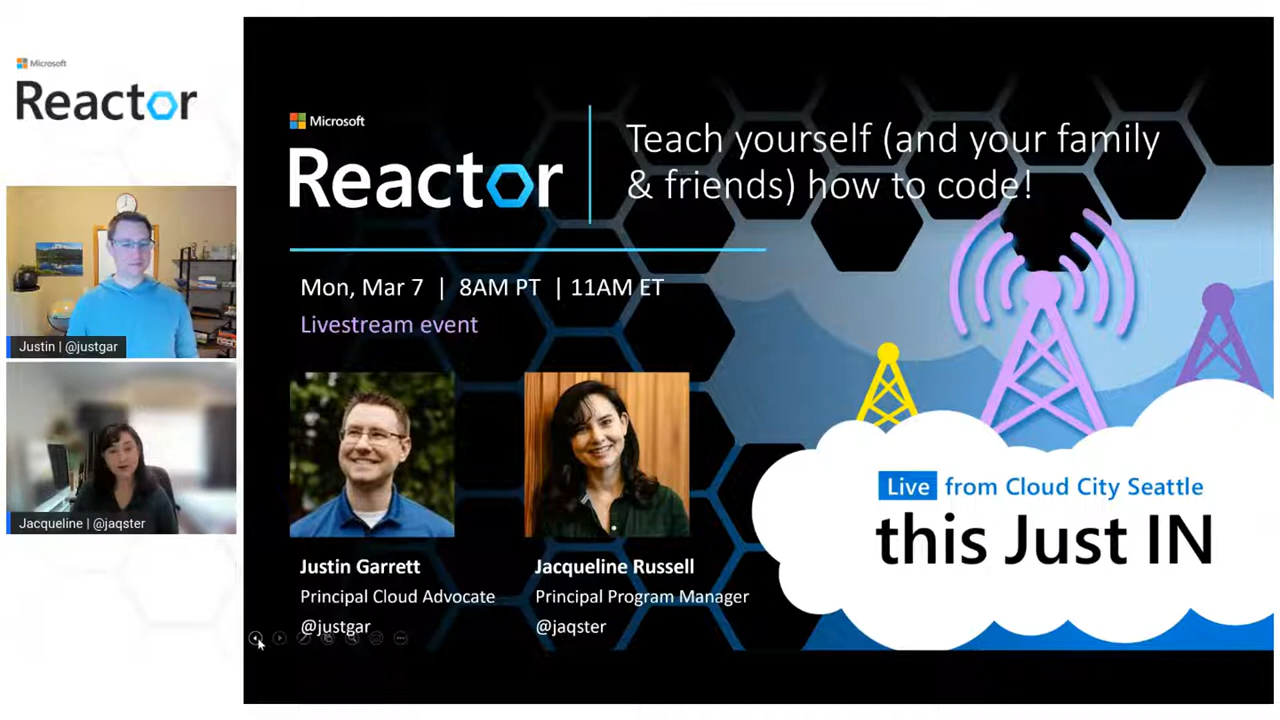 Microsoft
Reactor
Justin | @justgar
Jacqueline | @jaqster
Microsoft
Reactor
Teach yourself (and your family
& friends) how to code!
Mon, Mar 7 | 8AM PT | 11AM ET
Livestream event
Justin Garrett
Principal Cloud Advocate
@justgar
Jacqueline Russell
Principal Program Manager
@jaqster
Live from Cloud City Seattle
this Just IN